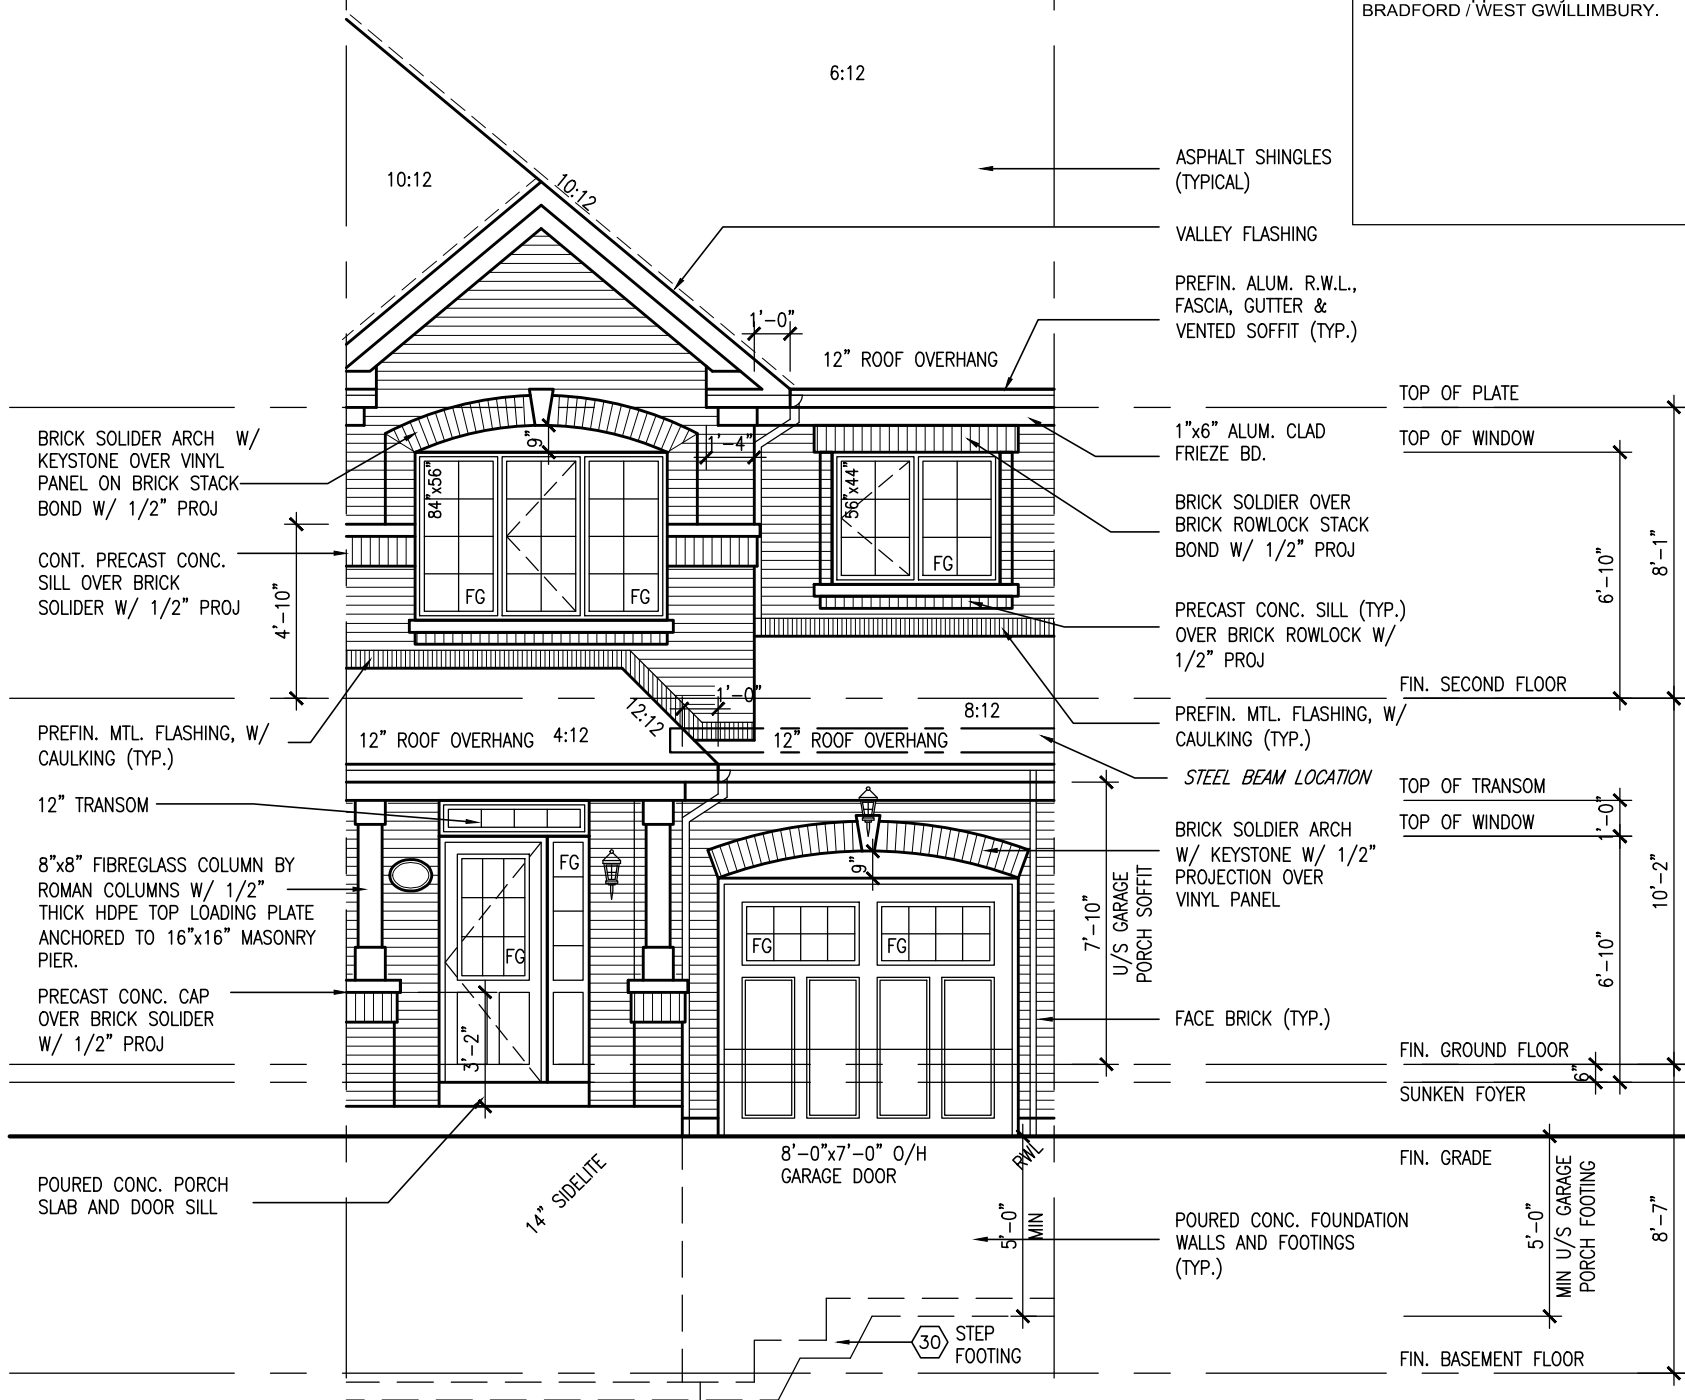 BRADFORD / WEST GWILLIMBURY.
6:12
10:12
10:12
ASPHALT SHINGLES
(TYPICAL)
VALLEY FLASHING
PREFIN. ALUM. R.W.L.,
FASCIA, GUTTER &
VENTED SOFFIT (TYP.)
1'-0"
12" ROOF OVERHANG
TOP OF PLATE
BRICK SOLIDER ARCH W/
KEYSTONE OVER VINYL
PANEL ON BRICK STACK
BOND W/ 1/2" PROJ
9"
1'-4"
84"x56"
56"x44"
1"x6" ALUM. CLAD
FRIEZE BD.
TOP OF WINDOW
BRICK SOLDIER OVER
BRICK ROWLOCK STACK
BOND W/ 1/2" PROJ
CONT. PRECAST CONC.
SILL OVER BRICK
SOLIDER W/ 1/2" PROJ
4'-10"
FG
FG
FG
6'-10"
8'-1"
PRECAST CONC. SILL (TYP.)
OVER BRICK ROWLOCK W/
1/2" PROJ
FIN. SECOND FLOOR
1'-0"
12:12
8:12
PREFIN. MTL. FLASHING, W/
CAULKING (TYP.)
PREFIN. MTL. FLASHING, W/
CAULKING (TYP.)
12" ROOF OVERHANG
4:12
12" ROOF OVERHANG
STEEL BEAM LOCATION
TOP OF TRANSOM
12" TRANSOM
TOP OF WINDOW
1'-0"
BRICK SOLDIER ARCH
W/ KEYSTONE W/ 1/2"
PROJECTION OVER
VINYL PANEL
8"x8" FIBREGLASS COLUMN BY
ROMAN COLUMNS W/ 1/2"
THICK HDPE TOP LOADING PLATE
ANCHORED TO 16"x16" MASONRY
PIER.
FG
9"
FG
FG
FG
7'-10"
U/S GARAGE
PORCH SOFFIT
10'-2"
6'-10"
PRECAST CONC. CAP
OVER BRICK SOLIDER
W/ 1/2" PROJ
3'-2"
FACE BRICK (TYP.)
FIN. GROUND FLOOR
6"
SUNKEN FOYER
8'-0"x7'-0" O/H
GARAGE DOOR
RWL
FIN. GRADE
POURED CONC. PORCH
SLAB AND DOOR SILL
14" SIDELITE
5'-0"
MIN
POURED CONC. FOUNDATION
WALLS AND FOOTINGS
(TYP.)
5'-0"
MIN U/S GARAGE
PORCH FOOTING
8'-7"
30
STEP
FOOTING
FIN. BASEMENT FLOOR